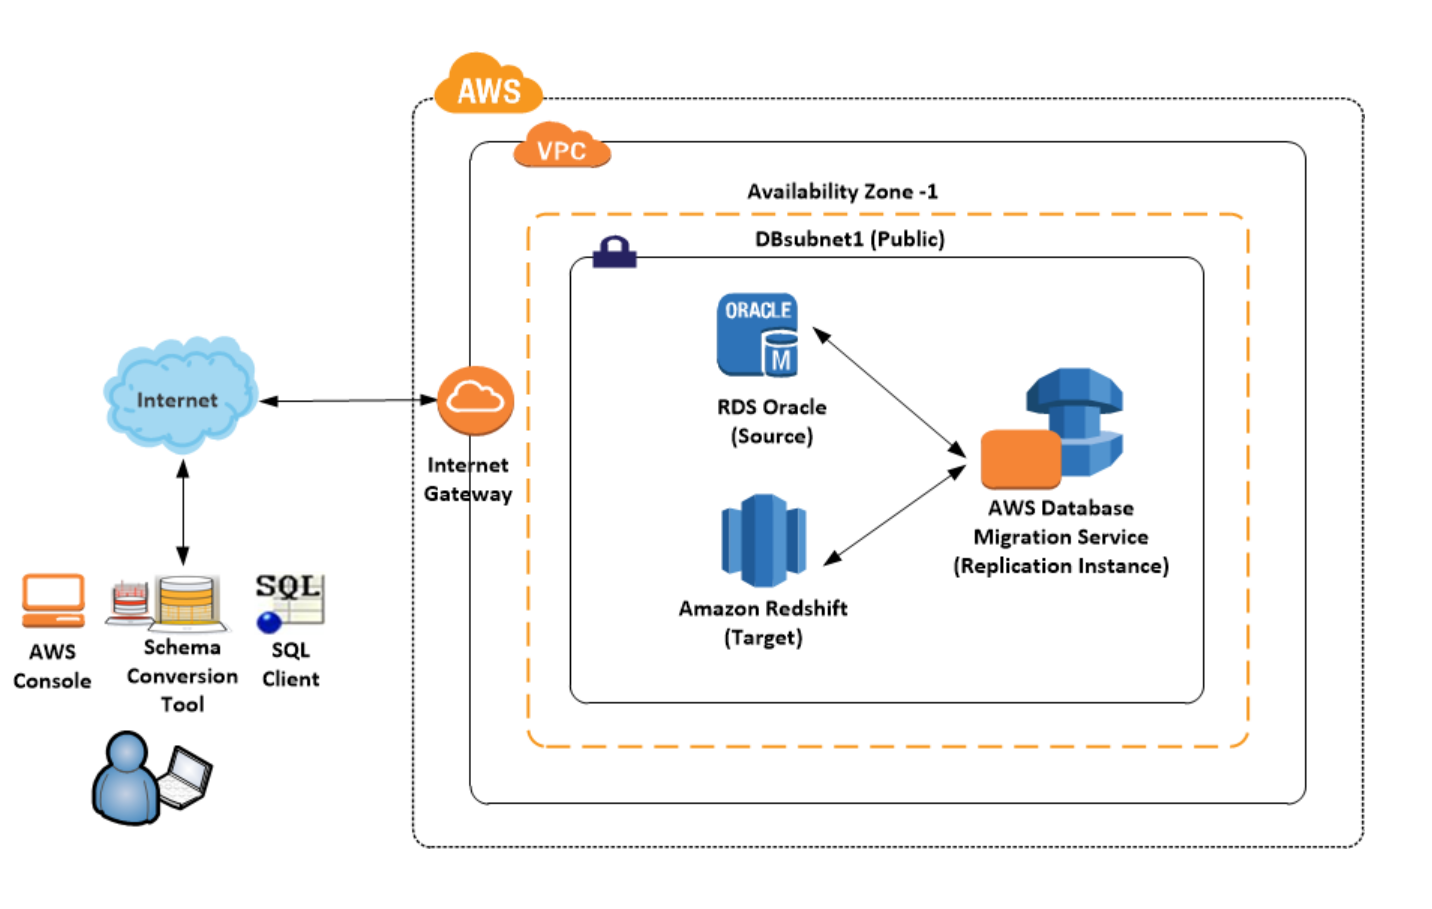 AWS
VPC
Availability Zone -1
DBsubnet1 (Public)
ORACLE
M
RDS Oracle
(Source)
Internet
Internet
Gateway
AWS Database
Migration Service
(Replication Instance)
Amazon Redshift
(Target)
SQL
AWS
Console
Schema
Conversion
Tool
SQL
Client